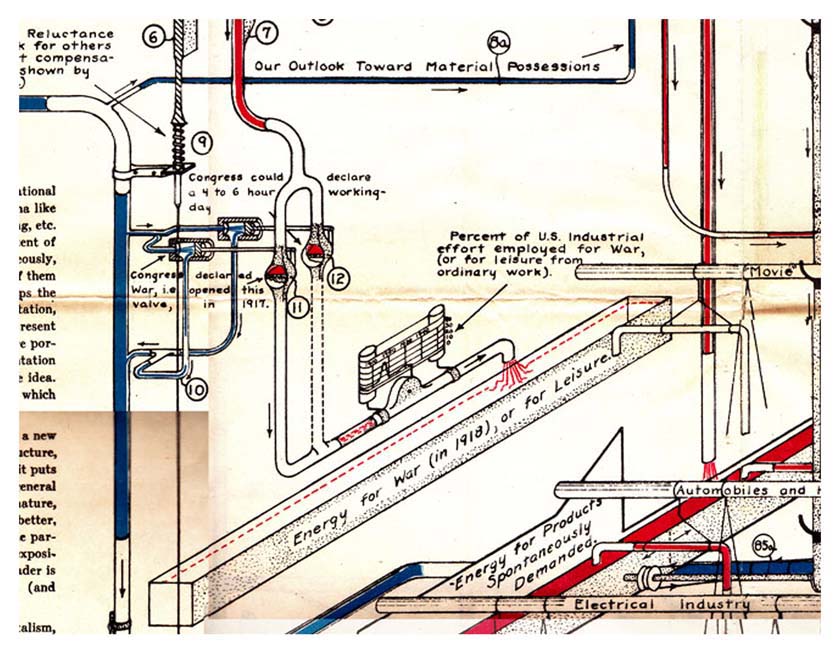 Reluctance
k for others
t compensa-
shown by
)
6
7
8a
Our Outlook Toward Material Possessions
9
Congress could declare
a 4 to 6 hour working-
day
Percent of U.S. Industrial
effort employed for War,
(or for leisure from
ordinary work).
Congress declared
War, i.e. opened this
valve, in 1917.
11
12
10
Movie
Energy for War (in 1918), or for Leisure.
Automobiles and
Energy for Products
Spontaneously
Demanded.
85a
Electrical Industry
ational
na like
g, etc.
ent of
eously,
f them
ps the
tation,
resent
e por-
tation
e idea.
which
a new
ucture,
it puts
eneral
nature,
better,
e par-
exposi-
der is
(and
talism,